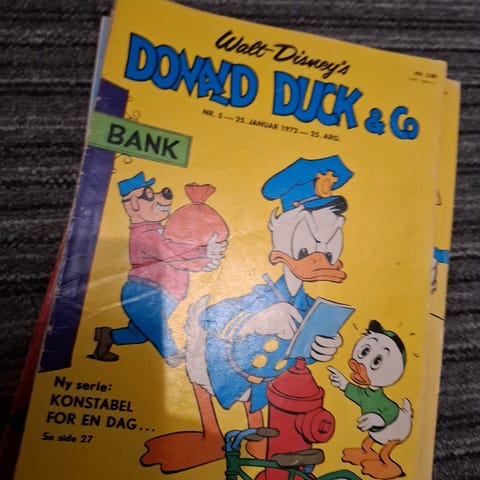 Walt Disney's
DONALD DUCK & Co
NR. 5 — 25. JANUAR 1972 — 25. ARG.
BANK
Ny serie:
KONSTABEL
FOR EN DAG...
Se side 27